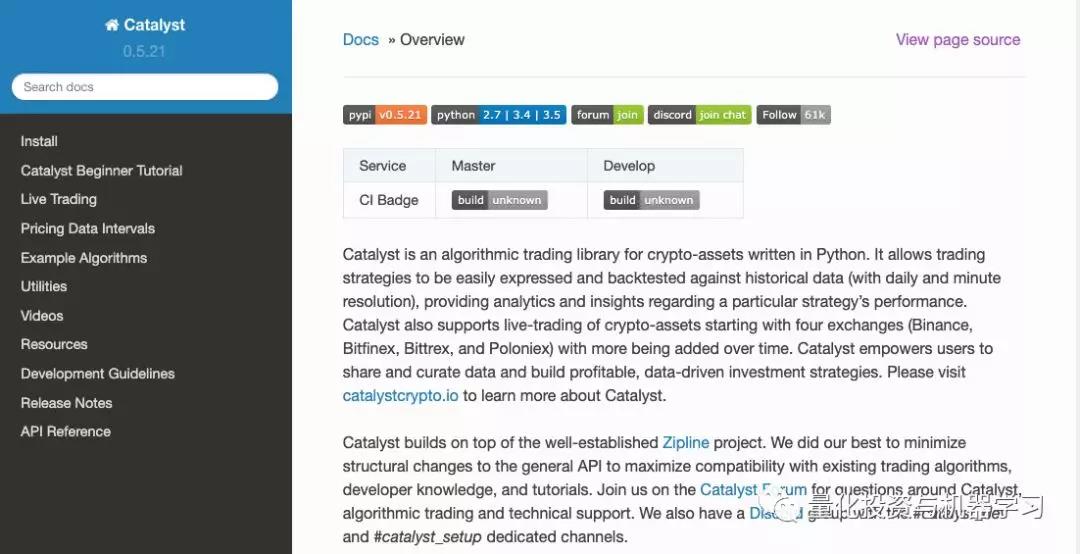 Catalyst
0.5.21
Search docs
Install
Catalyst Beginner Tutorial
Live Trading
Pricing Data Intervals
Example Algorithms
Utilities
Videos
Resources
Development Guidelines
Release Notes
API Reference
Docs » Overview
View page source
pypi v0.5.21 python 2.7 | 3.4 | 3.5 forum join discord join chat Follow 61k
Service Master Develop
CI Badge build unknown build unknown
Catalyst is an algorithmic trading library for crypto-assets written in Python. It allows trading
strategies to be easily expressed and backtested against historical data (with daily and minute
resolution), providing analytics and insights regarding a particular strategy’s performance.
Catalyst also supports live-trading of crypto-assets starting with four exchanges (Binance,
Bitfinex, Bittrex, and Poloniex) with more being added over time. Catalyst empowers users to
share and curate data and build profitable, data-driven investment strategies. Please visit
catalystcrypto.io to learn more about Catalyst.
Catalyst builds on top of the well-established Zipline project. We did our best to minimize
structural changes to the general API to maximize compatibility with existing trading algorithms,
developer knowledge, and tutorials. Join us on the Catalyst Forum for questions around Catalyst,
algorithmic trading and technical support. We also have a
量化投资与机器学习
and #catalyst_setup dedicated channels.